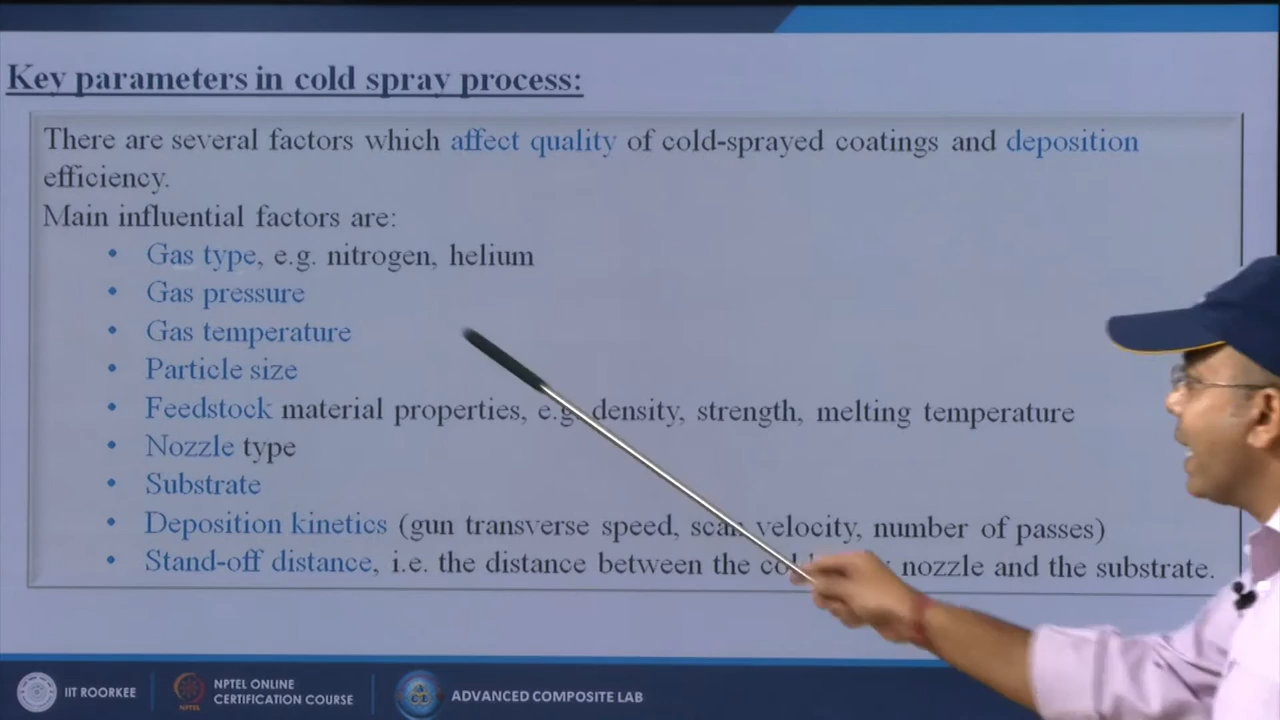 Key parameters in cold spray process:
There are several factors which affect quality of cold-sprayed coatings and deposition
efficiency.
Main influential factors are:
• Gas type, e.g. nitrogen, helium
• Gas pressure
• Gas temperature
• Particle size
• Feedstock material properties, e.g. density, strength, melting temperature
• Nozzle type
• Substrate
• Deposition kinetics (gun transverse speed, scan velocity, number of passes)
• Stand-off distance, i.e. the distance between the nozzle and the substrate.
IIT ROORKEE
NPTEL
NPTEL ONLINE
CERTIFICATION COURSE
ADVANCED COMPOSITE LAB